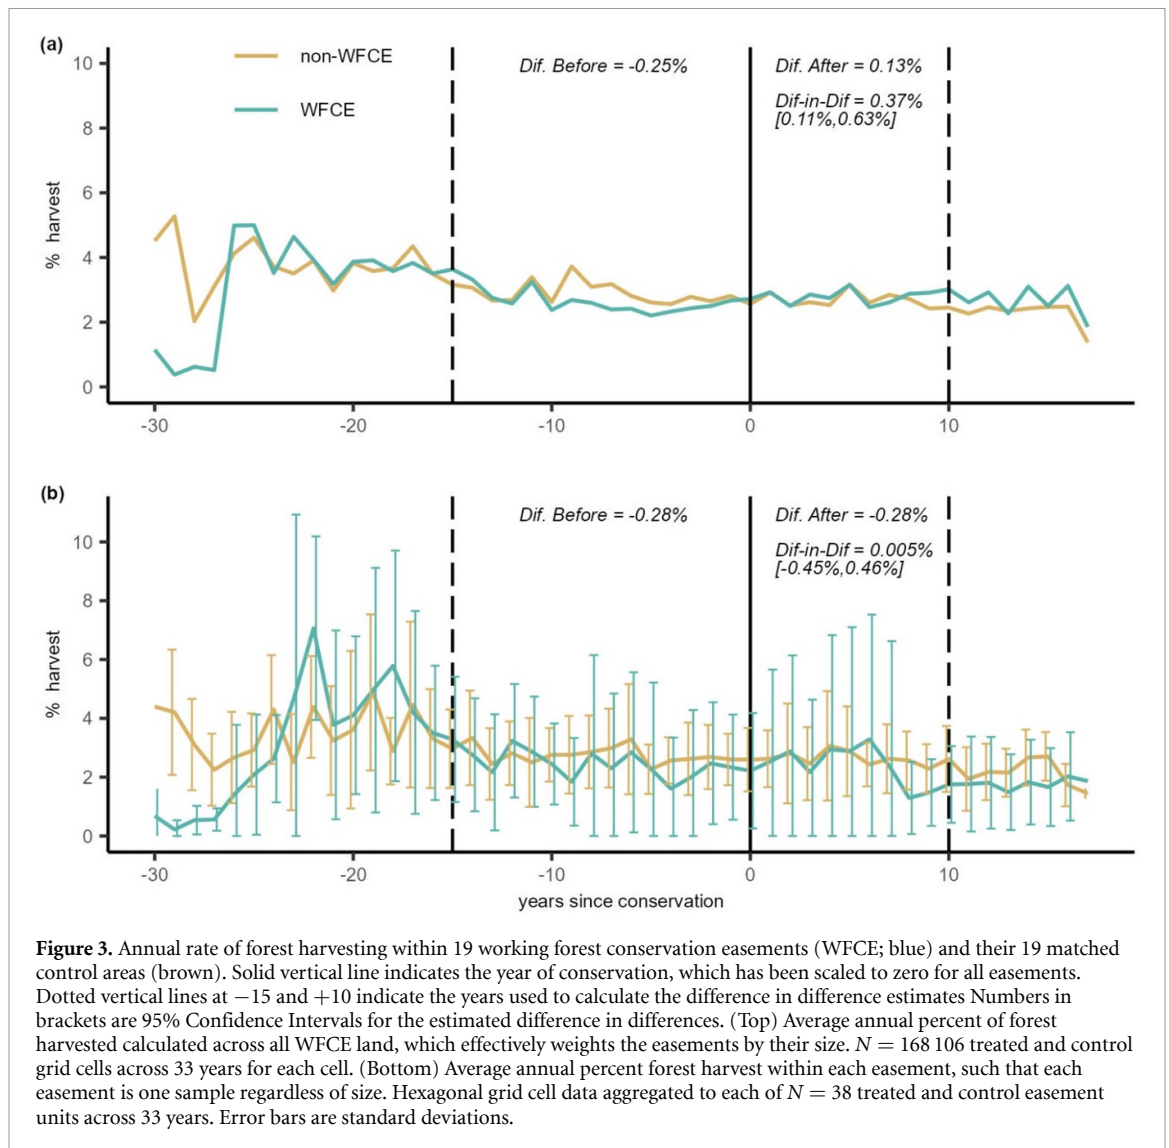 (a)
non-WFCE
WFCE
Dif. Before = -0.25%
Dif. After = 0.13%
Dif-in-Dif = 0.37%
[0.11%,0.63%]
10
8
6
4
2
0
% harvest
-30
-20
-10
0
10
(b)
Dif. Before = -0.28%
Dif. After = -0.28%
Dif-in-Dif = 0.005%
[-0.45%,0.46%]
10
8
6
4
2
0
% harvest
-30
-20
-10
0
10
years since conservation
Figure 3. Annual rate of forest harvesting within 19 working forest conservation easements (WFCE; blue) and their 19 matched
control areas (brown). Solid vertical line indicates the year of conservation, which has been scaled to zero for all easements.
Dotted vertical lines at −15 and +10 indicate the years used to calculate the difference in difference estimates Numbers in
brackets are 95% Confidence Intervals for the estimated difference in differences. (Top) Average annual percent of forest
harvested calculated across all WFCE land, which effectively weights the easements by their size. N = 168 106 treated and control
grid cells across 33 years for each cell. (Bottom) Average annual percent forest harvest within each easement, such that each
easement is one sample regardless of size. Hexagonal grid cell data aggregated to each of N = 38 treated and control easement
units across 33 years. Error bars are standard deviations.